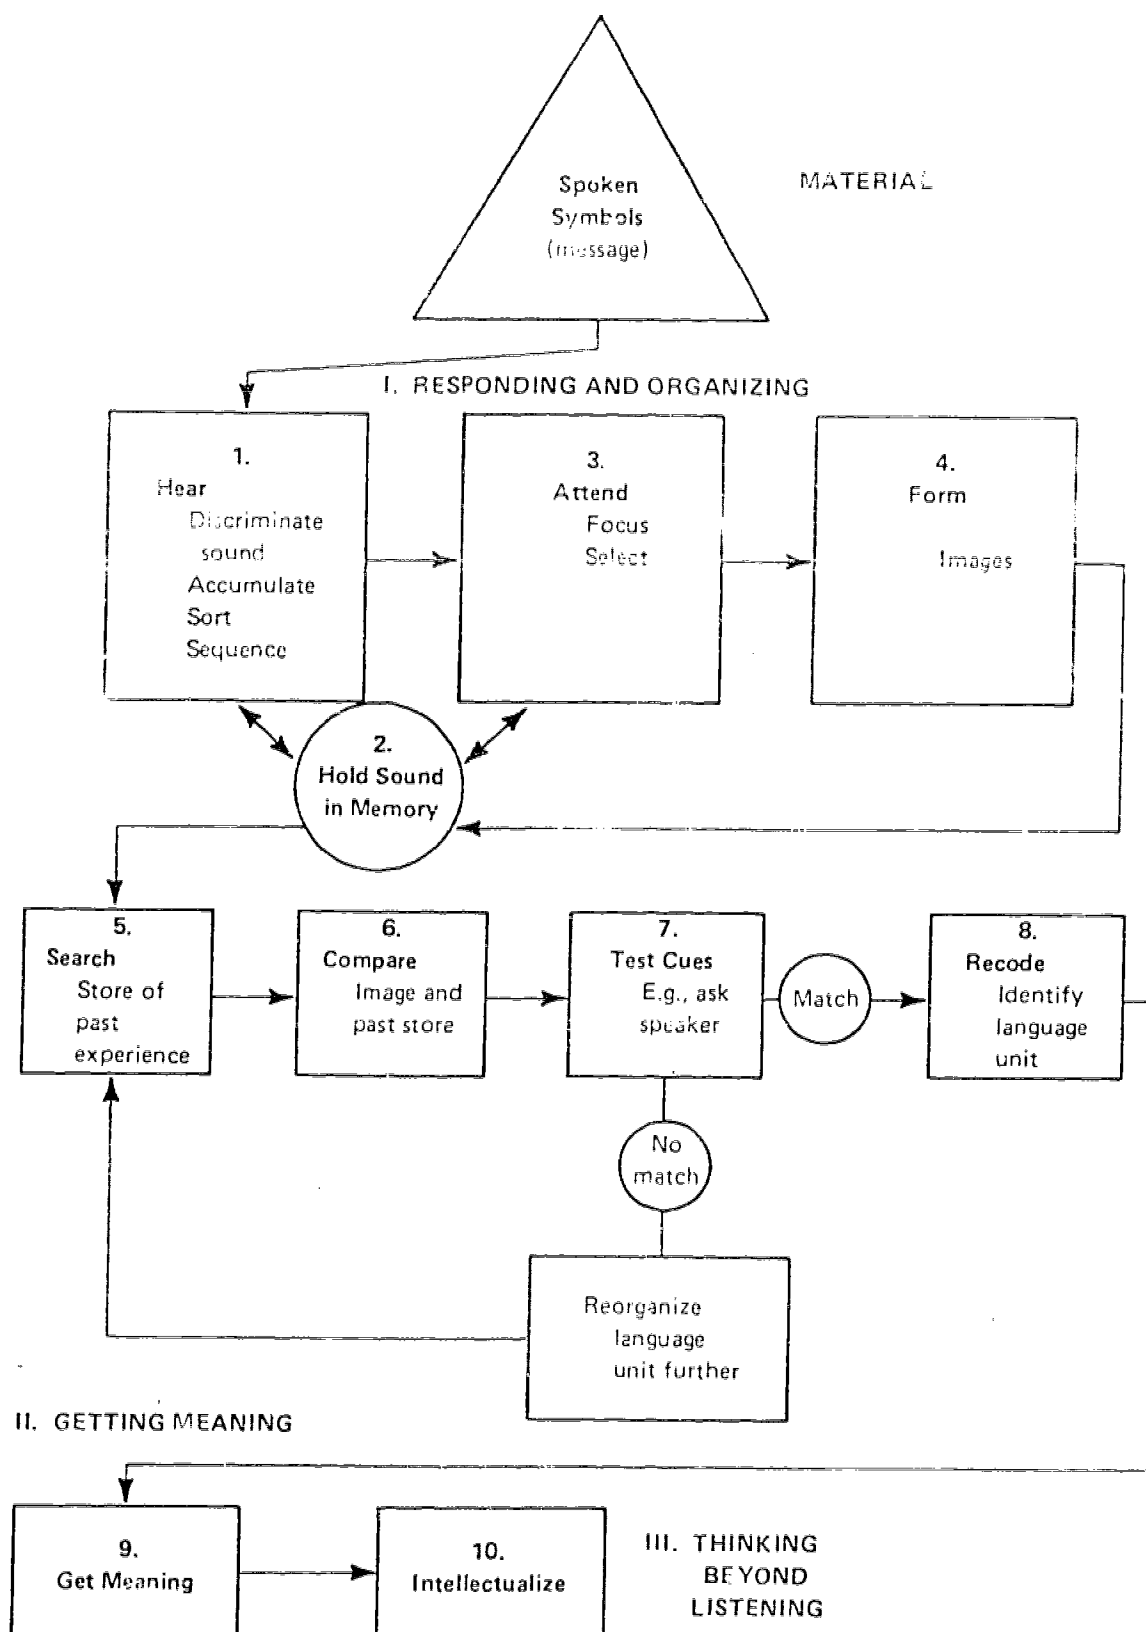 Spoken
Symbols
(message)
MATERIAL
I. RESPONDING AND ORGANIZING
1.
Hear
Discriminate
sound
Accumulate
Sort
Sequence
3.
Attend
Focus
Select
4.
Form
Images
2.
Hold Sound
in Memory
5.
Search
Store of
past
experience
6.
Compare
Image and
past store
7.
Test Cues
E.g., ask
speaker
Match
8.
Recode
Identify
language
unit
No
match
Reorganize
language
unit further
II. GETTING MEANING
9.
Get Meaning
10.
Intellectualize
III. THINKING
BEYOND
LISTENING